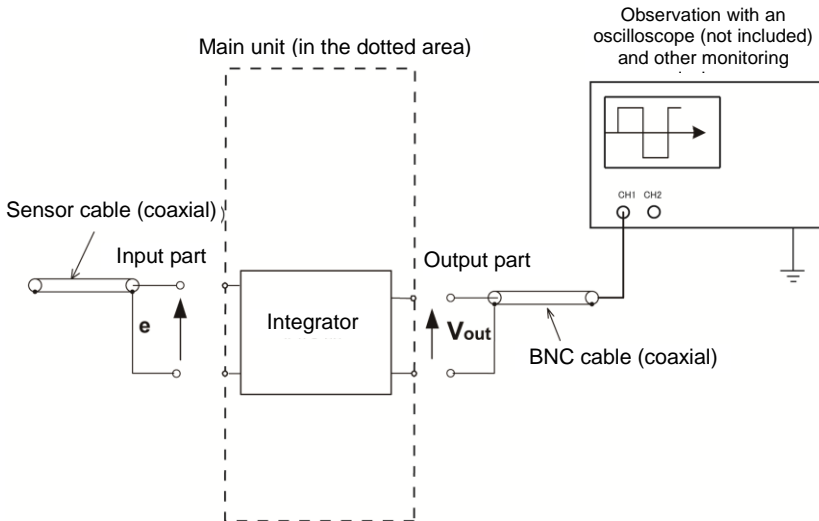 Observation with an
oscilloscope (not included)
and other monitoring
Main unit (in the dotted area)
CH1 CH2
Sensor cable (coaxial)
Input part
Output part
Integrator
e
Vout
BNC cable (coaxial)